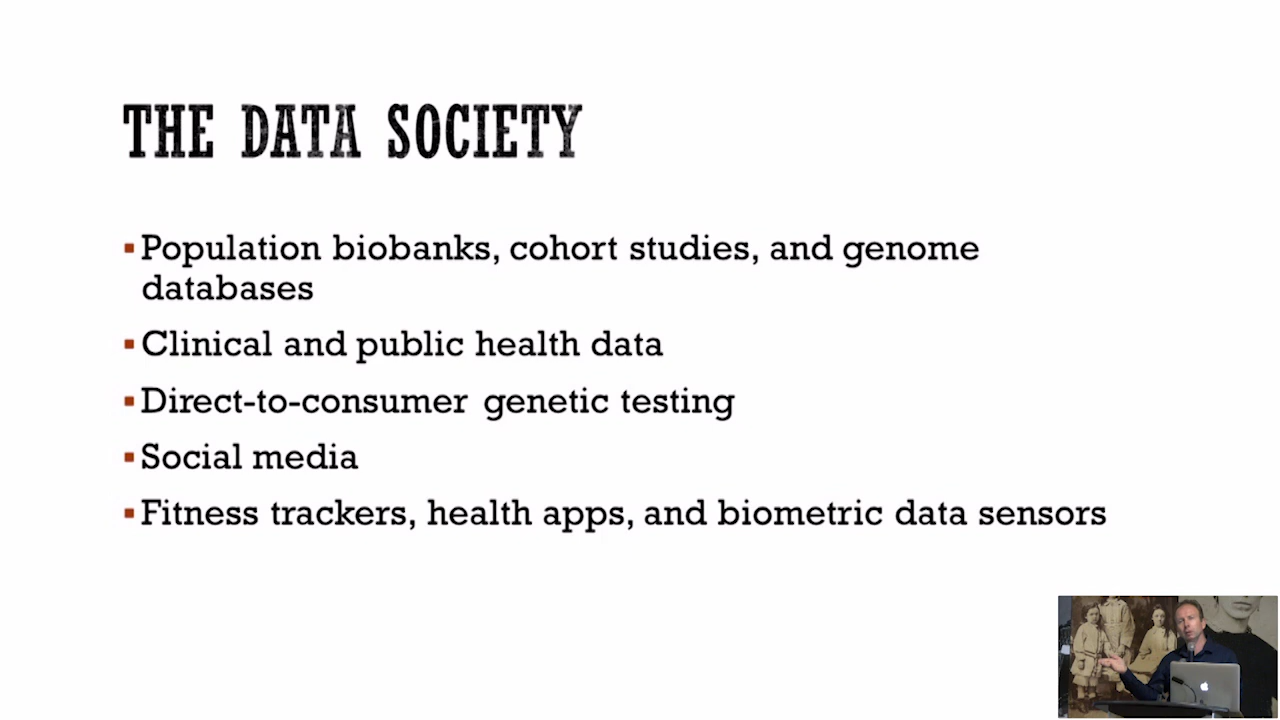 THE DATA SOCIETY
▪Population biobanks, cohort studies, and genome
databases
▪Clinical and public health data
▪Direct-to-consumer genetic testing
▪Social media
▪Fitness trackers, health apps, and biometric data sensors